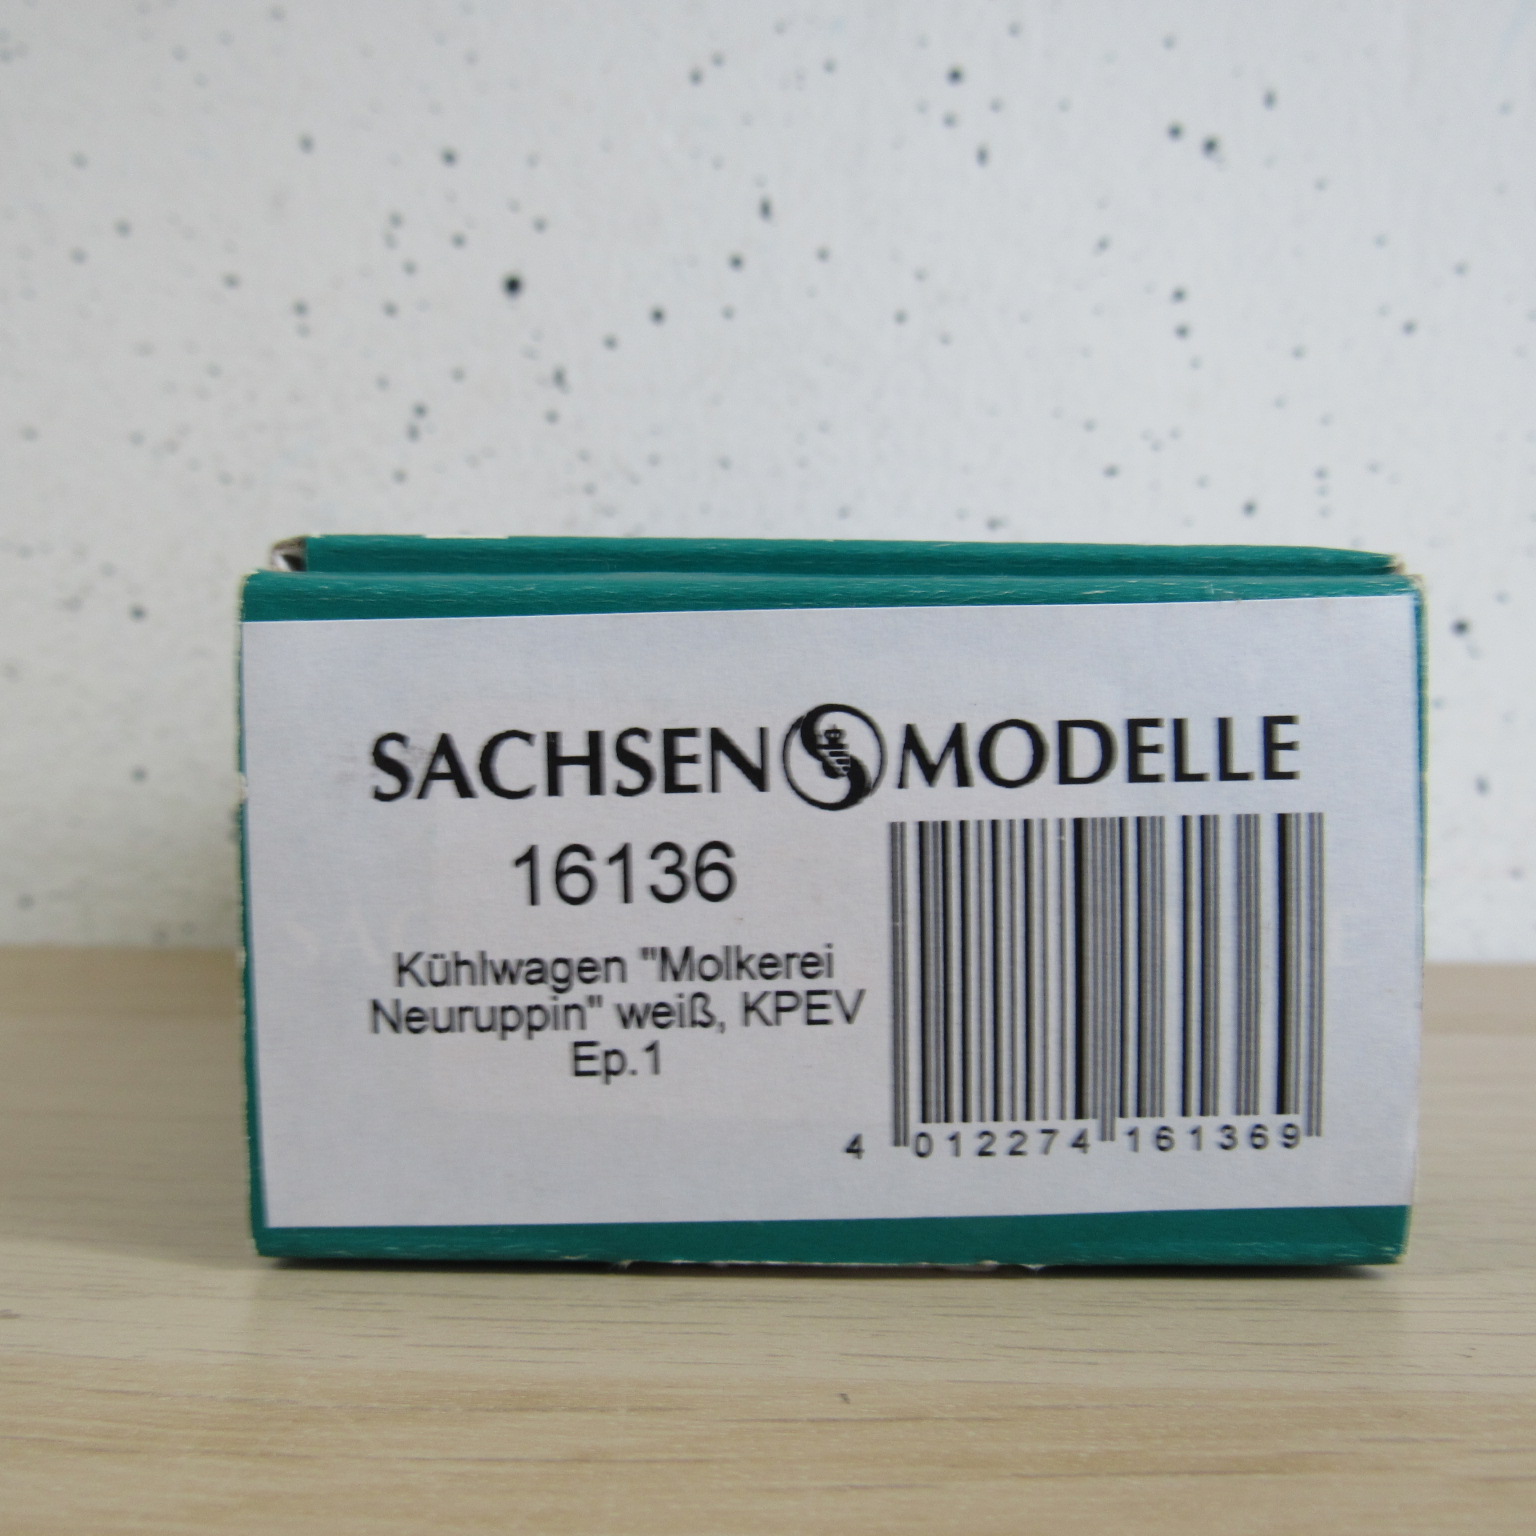 SACHSEN MODELLE
16136
Kühlwagen "Molkerei
Neuruppin" weiß, KPEV
Ep.1
4 012274 161369